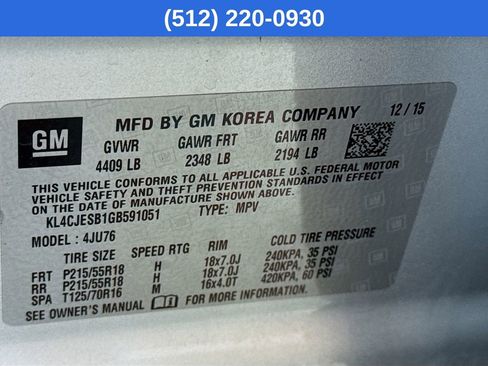 (512) 220-0930
GM
MFD BY GM KOREA COMPANY 12/15
GVWR GAWR FRT GAWR RR
4409 LB 2348 LB 2194 LB
THIS VEHICLE CONFORMS TO ALL APPLICABLE U.S. FEDERAL MOTOR
VEHICLE SAFETY AND THEFT PREVENTION STANDARDS IN EFFECT
ON THE DATE OF MANUFACTURE SHOWN ABOVE.
KL4CJESB1GB591051 TYPE: MPV
MODEL : 4JU76
TIRE SIZE SPEED RTG RIM COLD TIRE PRESSURE
FRT P215/55R18 H 18x7.0J 240KPA, 35 PSI
RR P215/55R18 H 18x7.0J 240KPA, 35 PSI
SPA T125/70R16 M 16x4.0T 420KPA, 60 PSI
SEE OWNER'S MANUAL FOR MORE INFORMATION.